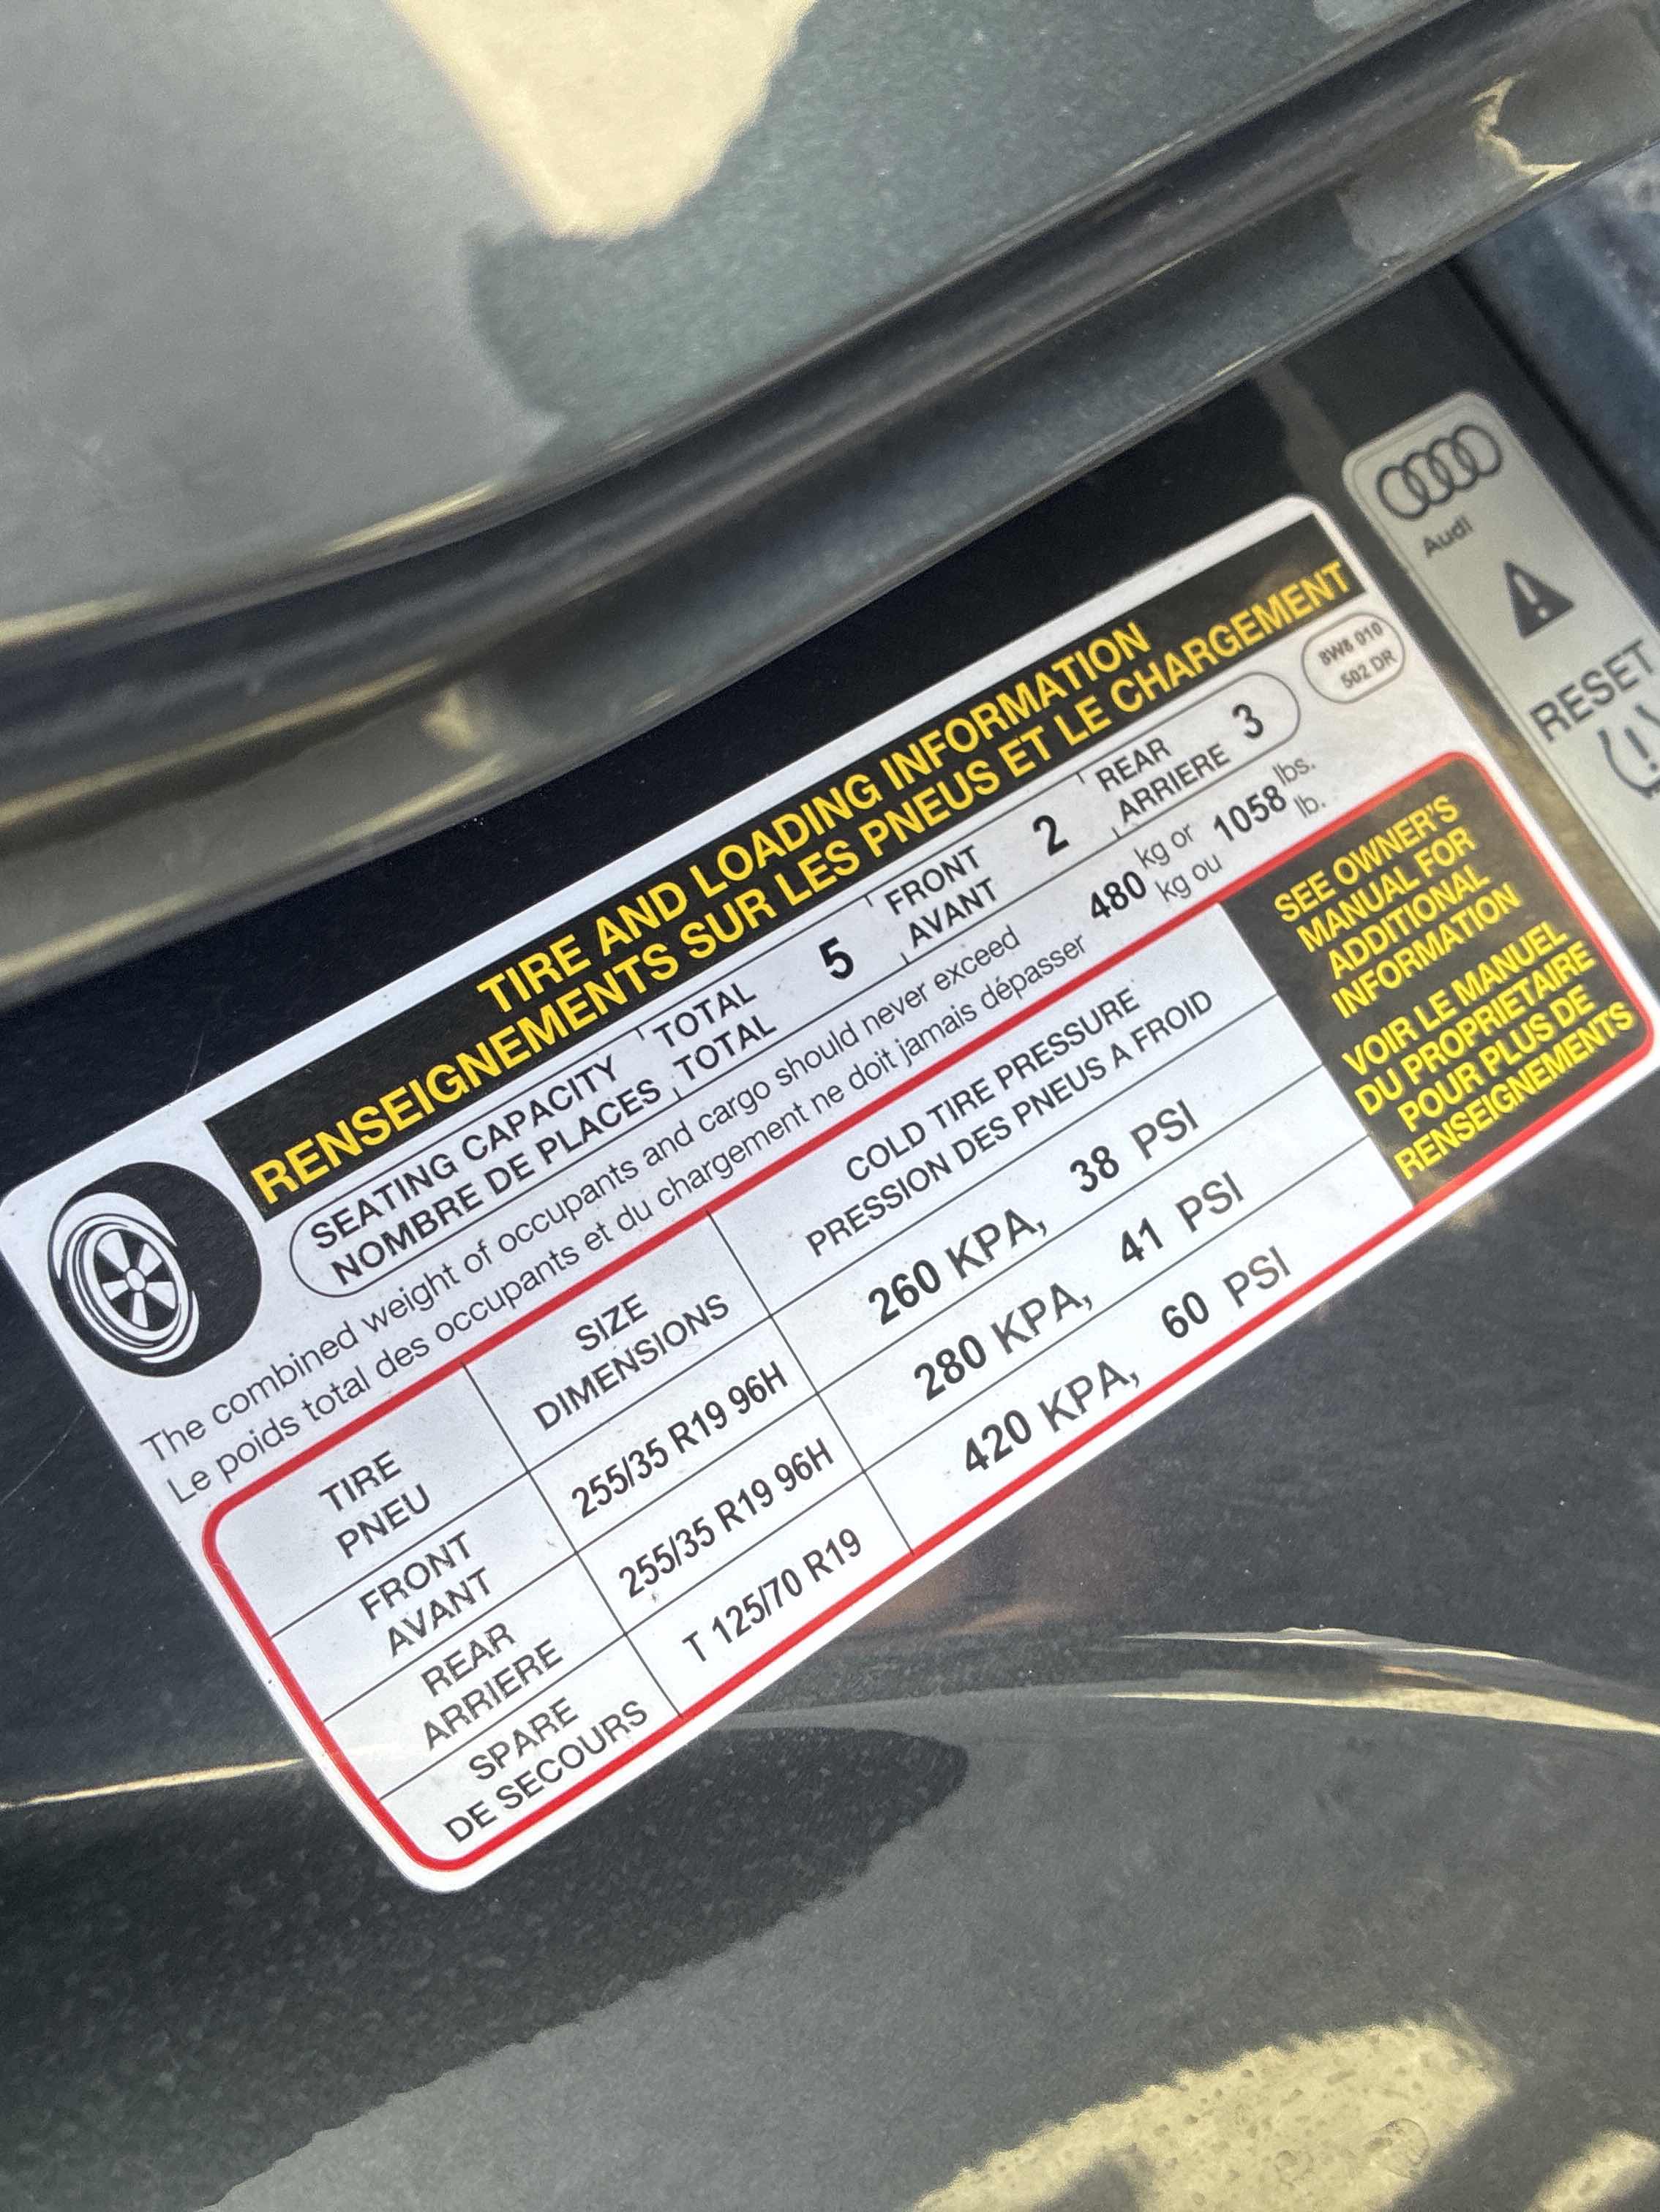 TIRE AND LOADING INFORMATION
RENSEIGNEMENTS SUR LES PNEUS ET LE CHARGEMENT
8W8 010
502 DR
SEATING CAPACITY TOTAL 5 FRONT 2 REAR 3
NOMBRE DE PLACES TOTAL AVANT ARRIERE
The combined weight of occupants and cargo should never exceed 480 kg or 1058 lbs.
Le poids total des occupants et du chargement ne doit jamais dépasser kg ou lb.
TIRE SIZE COLD TIRE PRESSURE
PNEU DIMENSIONS PRESSION DES PNEUS A FROID
FRONT 255/35 R19 96H 260 KPA, 38 PSI
AVANT
REAR 255/35 R19 96H 280 KPA, 41 PSI
ARRIERE
SPARE T 125/70 R19 420 KPA, 60 PSI
DE SECOURS
SEE OWNER'S
MANUAL FOR
ADDITIONAL
INFORMATION
VOIR LE MANUEL
DU PROPRIETAIRE
POUR PLUS DE
RENSEIGNEMENTS
Audi
RESET